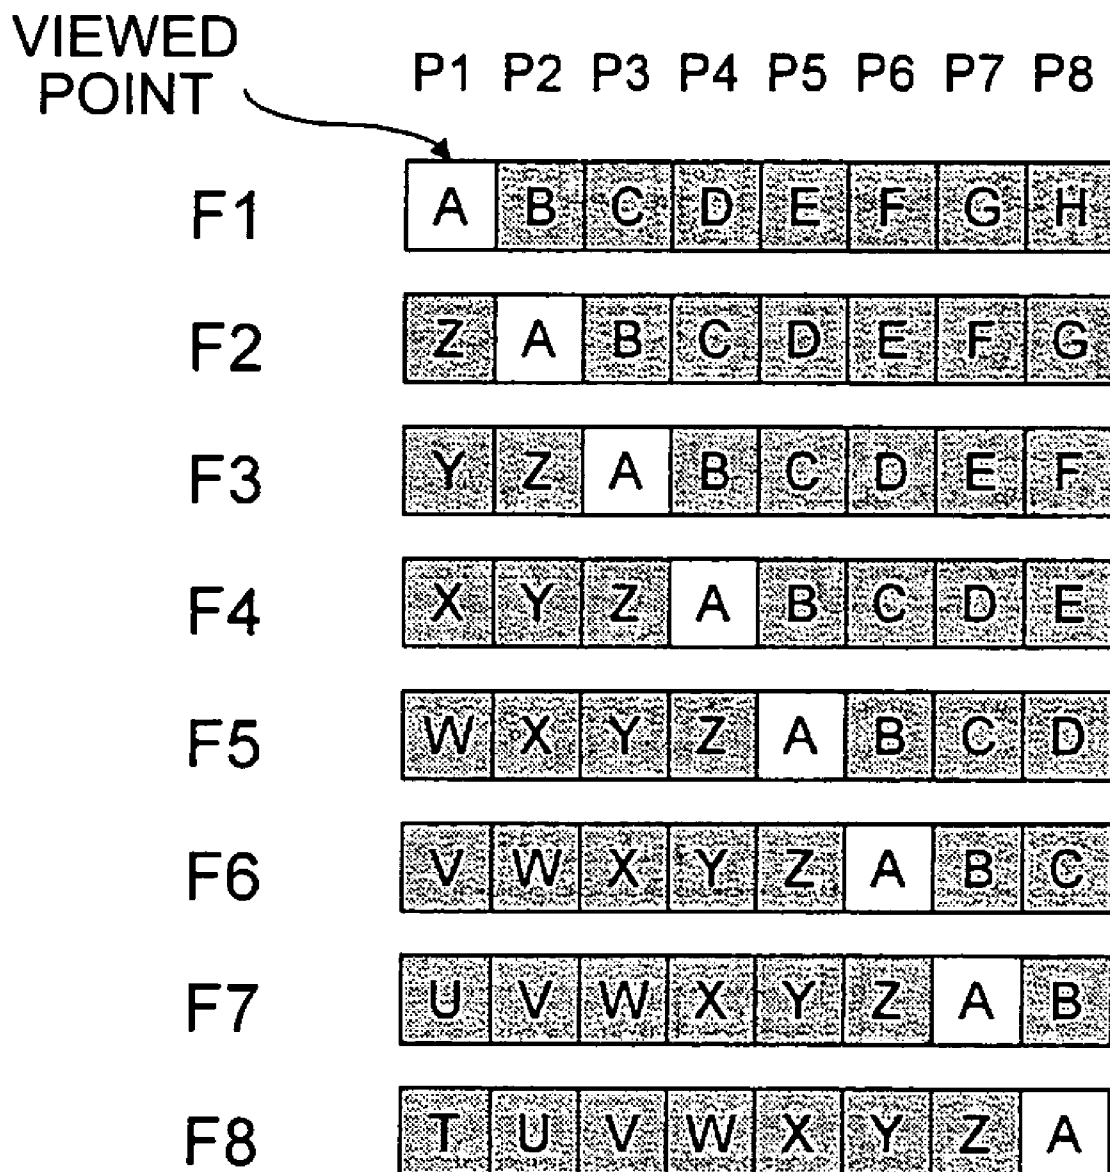 VIEWED
POINT
P1 P2 P3 P4 P5 P6 P7 P8
F1 A B C D E F G H
F2 Z A B C D E F G
F3 Y Z A B C D E F
F4 X Y Z A B C D E
F5 W X Y Z A B C D
F6 V W X Y Z A B C
F7 U V W X Y Z A B
F8 T U V W X Y Z A